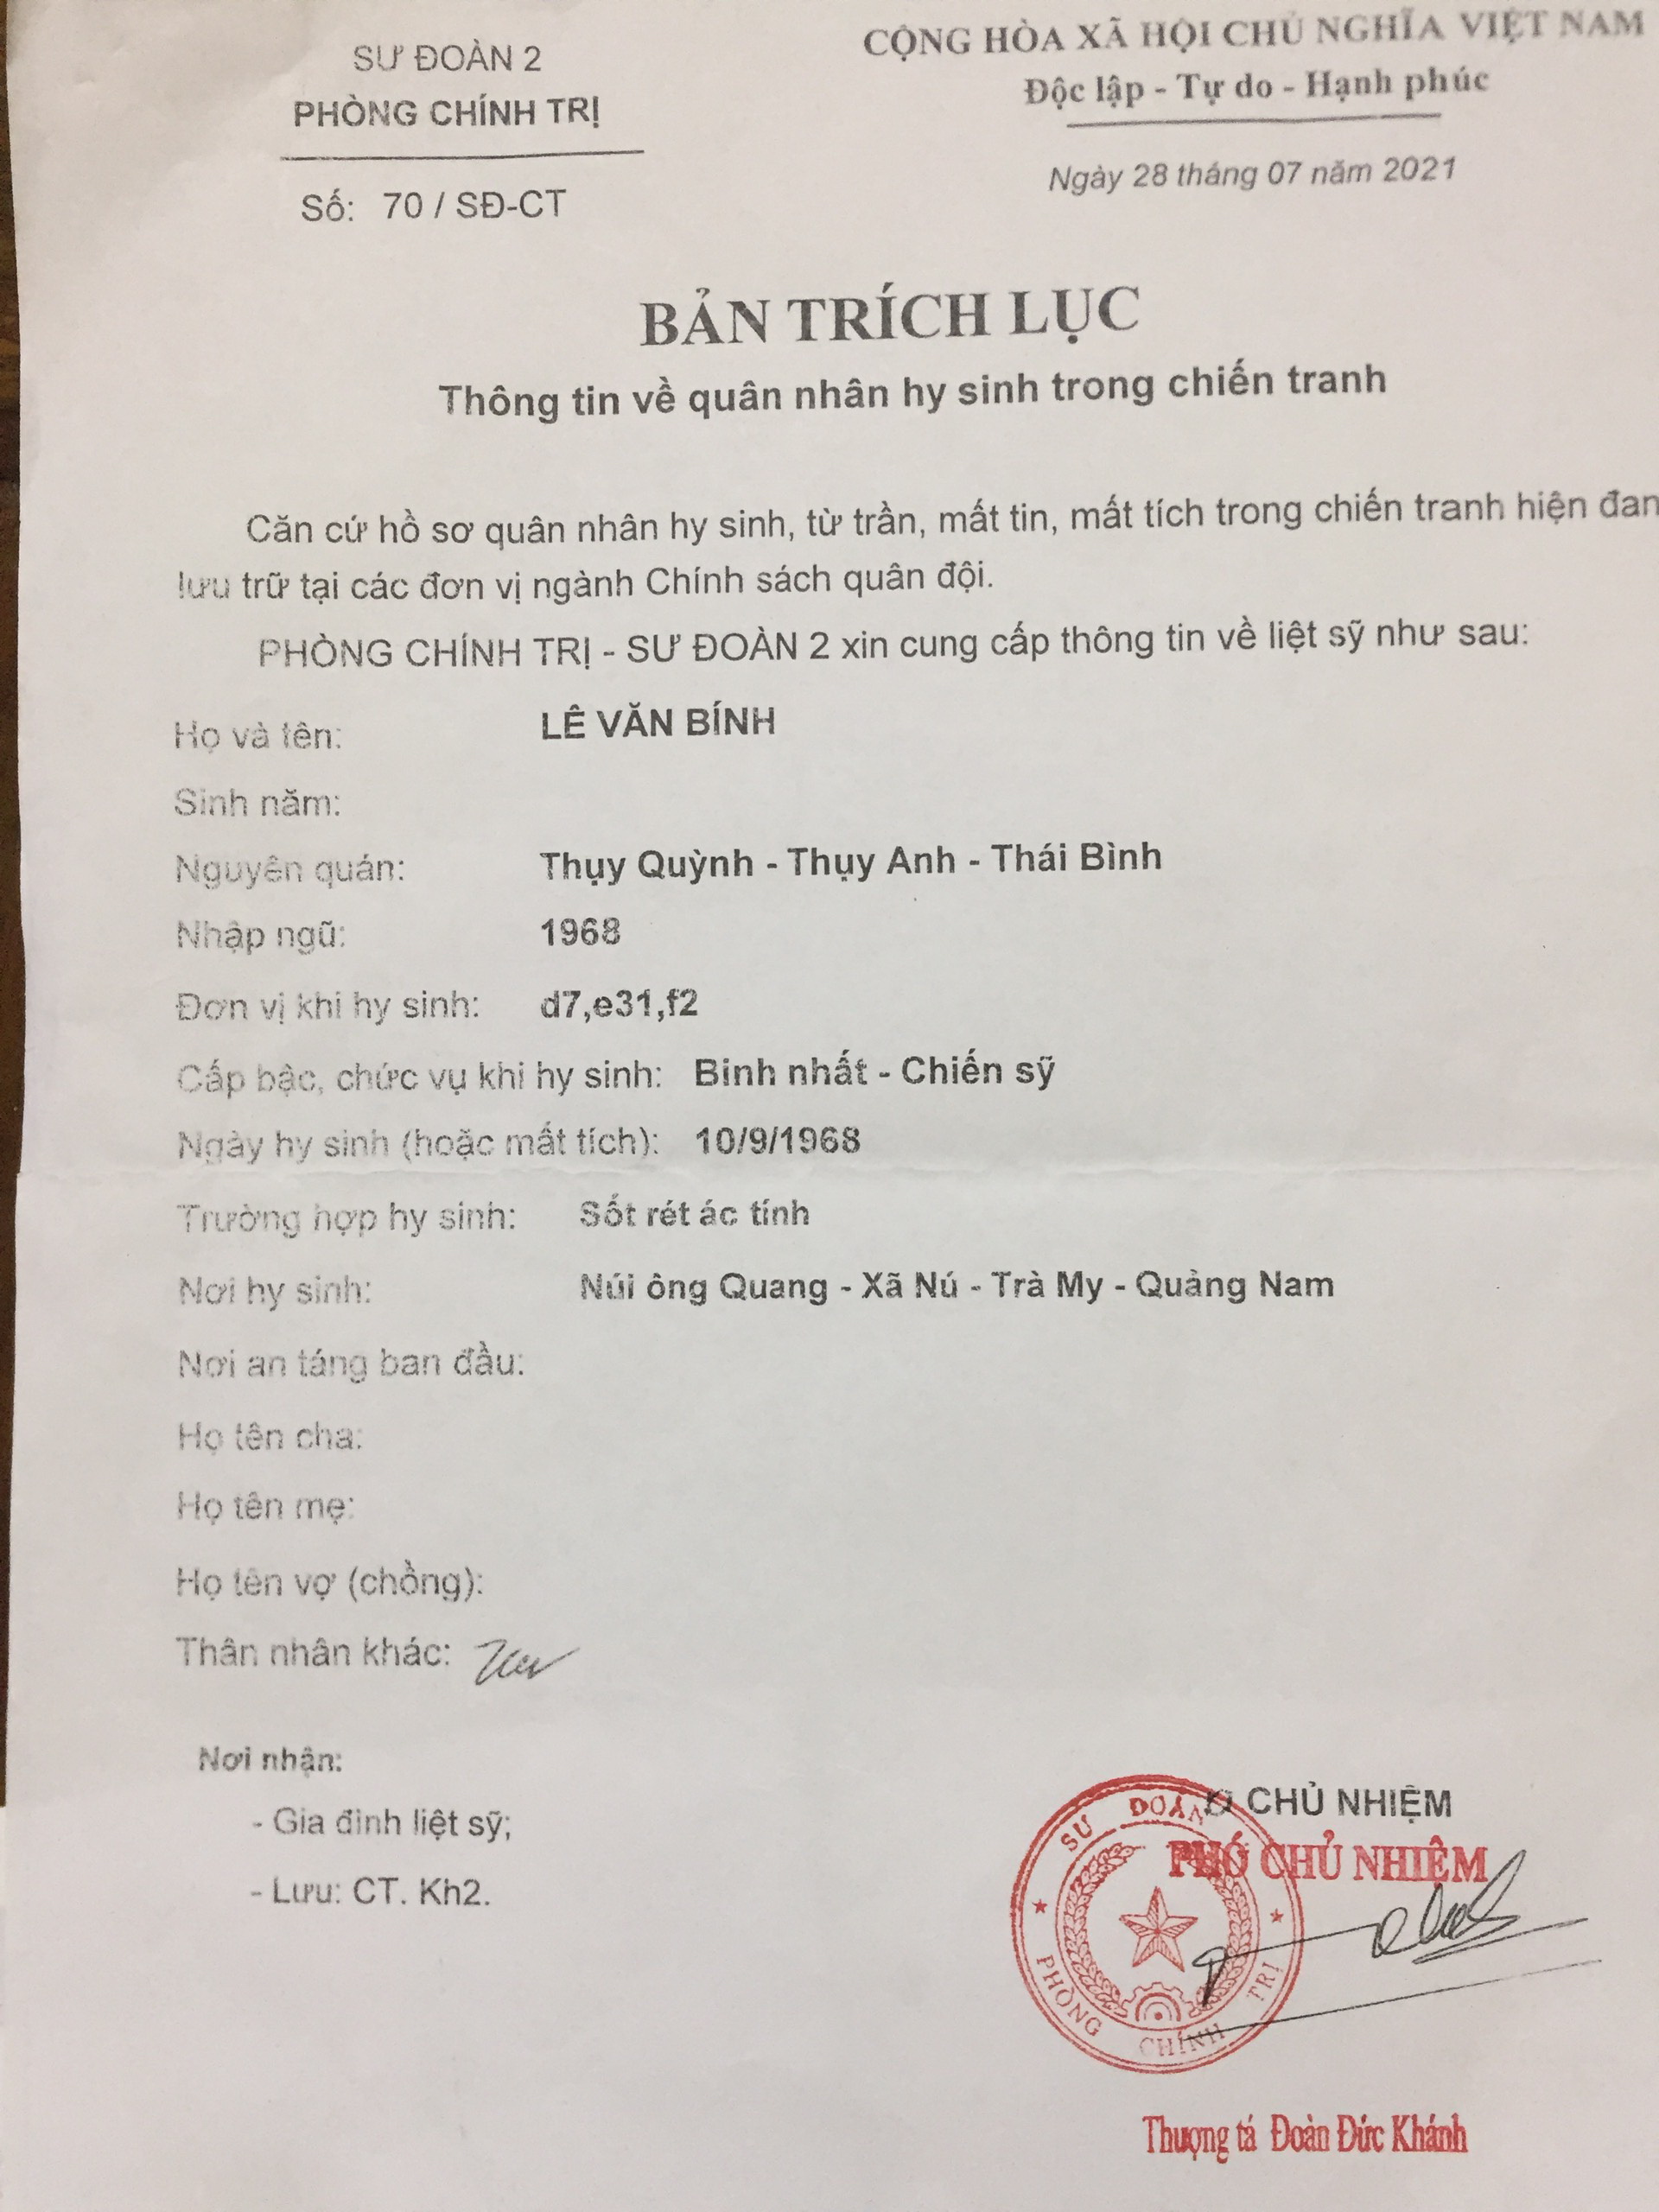 SƯ ĐOÀN 2
PHÒNG CHÍNH TRỊ
Số: 70 / SĐ-CT
CỘNG HÒA XÃ HỘI CHỦ NGHĨA VIỆT NAM
Độc lập - Tự do - Hạnh phúc
Ngày 28 tháng 07 năm 2021
BẢN TRÍCH LỤC
Thông tin về quân nhân hy sinh trong chiến tranh
Căn cứ hồ sơ quân nhân hy sinh, từ trần, mất tin, mất tích trong chiến tranh hiện đan
lưu trữ tại các đơn vị ngành Chính sách quân đội.
PHÒNG CHÍNH TRỊ - SƯ ĐOÀN 2 xin cung cấp thông tin về liệt sỹ như sau:
Họ và tên: LÊ VĂN BÍNH
Sinh năm:
Nguyên quán: Thụy Quỳnh - Thụy Anh - Thái Bình
Nhập ngũ: 1968
Đơn vị khi hy sinh: d7,e31,f2
Cấp bậc, chức vụ khi hy sinh: Binh nhất - Chiến sỹ
Ngày hy sinh (hoặc mất tích): 10/9/1968
Trường hợp hy sinh: Sốt rét ác tính
Nơi hy sinh: Núi ông Quang - Xã Nú - Trà My - Quảng Nam
Nơi an táng ban đầu:
Họ tên cha:
Họ tên mẹ:
Họ tên vợ (chồng):
Thân nhân khác:
Nơi nhận:
- Gia đình liệt sỹ;
- Lưu: CT. Kh2.
CHỦ NHIỆM
PHÓ CHỦ NHIỆM
SƯ ĐOÀN
PHÒNG CHÍNH TRỊ
Thượng tá Đoàn Đức Khánh